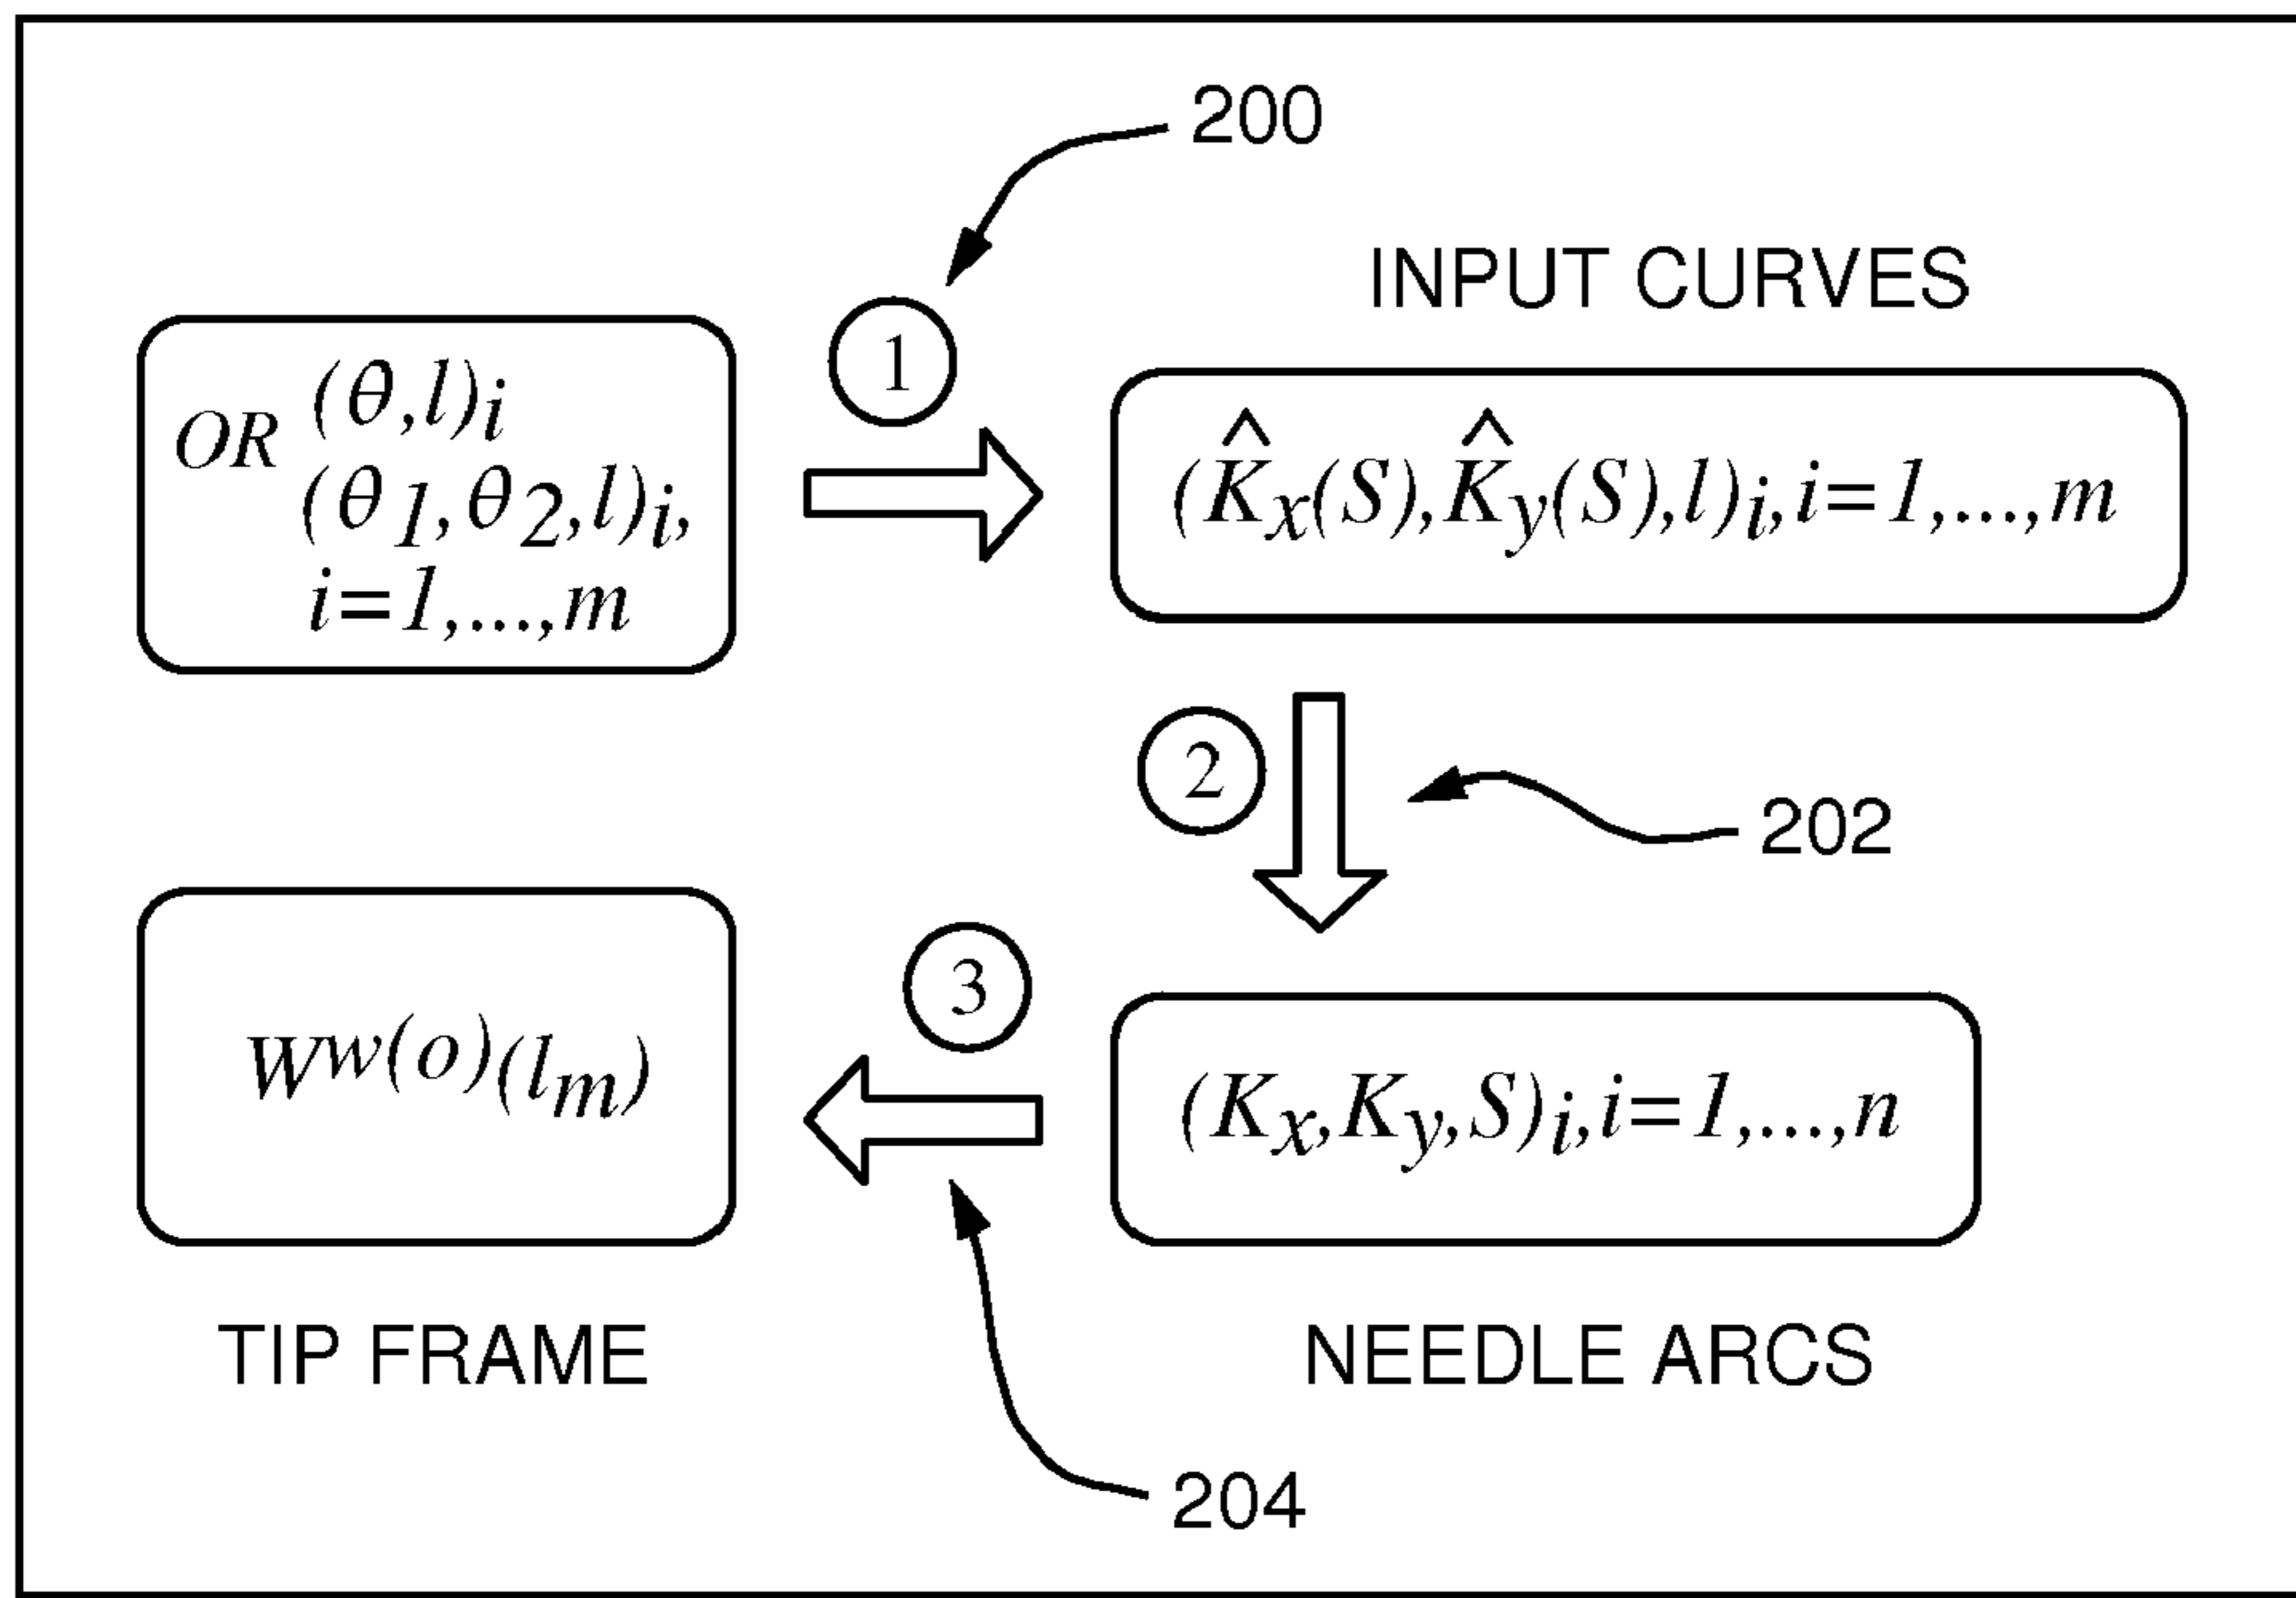 200
1
INPUT CURVES
(θ,l)i
OR
(θ1,θ2,l)i,
i=1,...,m
(K̂x(S),K̂y(S),l)i,i=1,...,m
2
202
3
Ww(o)(lm)
(Kx,Ky,S)i,i=1,...,n
TIP FRAME
NEEDLE ARCS
204